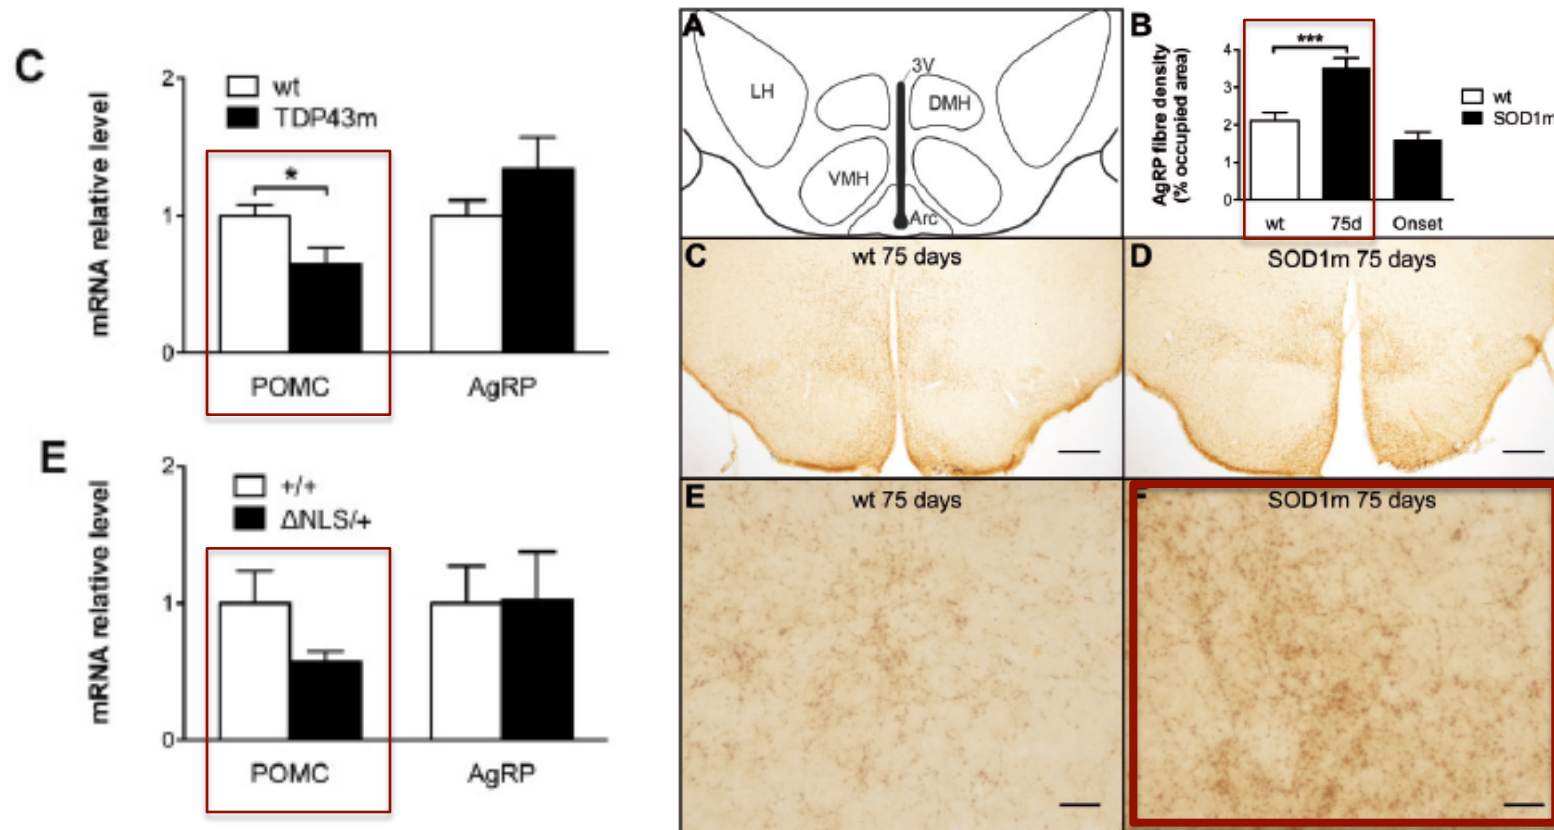 C
mRNA relative level
2
1
0
wt
TDP43m
*
POMC
AgRP
E
mRNA relative level
2
1
0
+/+
ΔNLS/+
POMC
AgRP
A
LH
3V
DMH
VMH
Arc
B
AgRP fibre density
(% occupied area)
4
3
2
1
0
***
wt
75d
Onset
wt
SOD1m
C
wt 75 days
D
SOD1m 75 days
E
wt 75 days
F
SOD1m 75 days